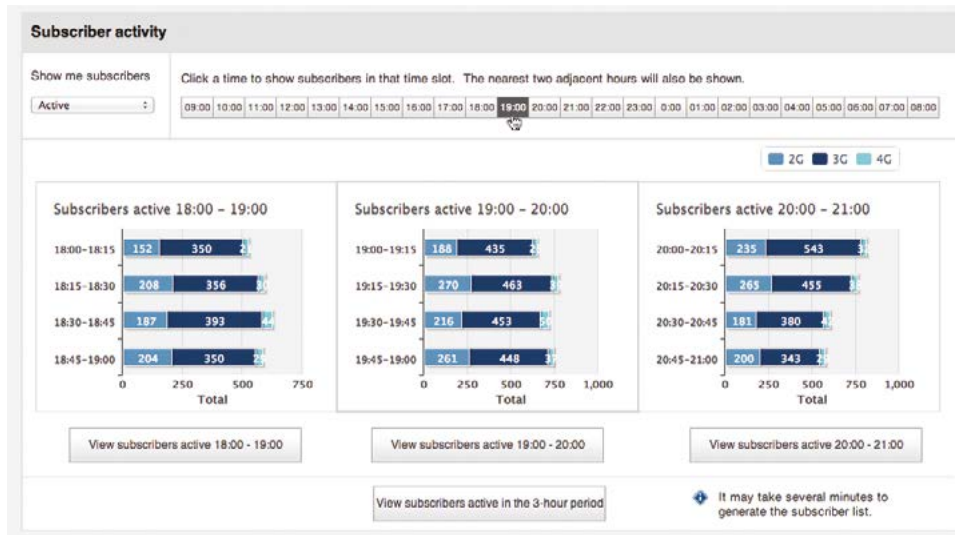 Subscriber activity
Show me subscribers
Active
Click a time to show subscribers in that time slot. The nearest two adjacent hours will also be shown.
09:00 10:00 11:00 12:00 13:00 14:00 15:00 16:00 17:00 18:00 19:00 20:00 21:00 22:00 23:00 0:00 01:00 02:00 03:00 04:00 05:00 06:00 07:00 08:00
2G 3G 4G
Subscribers active 18:00 – 19:00
18:00-18:15 152 350
18:15-18:30 208 356 30
18:30-18:45 187 393 44
18:45-19:00 204 350
0 250 500 750
Total
Subscribers active 19:00 – 20:00
19:00-19:15 188 435
19:15-19:30 270 463
19:30-19:45 216 453 50
19:45-19:00 261 448
0 250 500 750 1,000
Total
Subscribers active 20:00 – 21:00
20:00-20:15 235 543
20:15-20:30 265 455
20:30-20:45 181 380
20:45-21:00 200 343
0 250 500 750 1,000
Total
View subscribers active 18:00 - 19:00
View subscribers active 19:00 - 20:00
View subscribers active 20:00 - 21:00
View subscribers active in the 3-hour period
It may take several minutes to
generate the subscriber list.